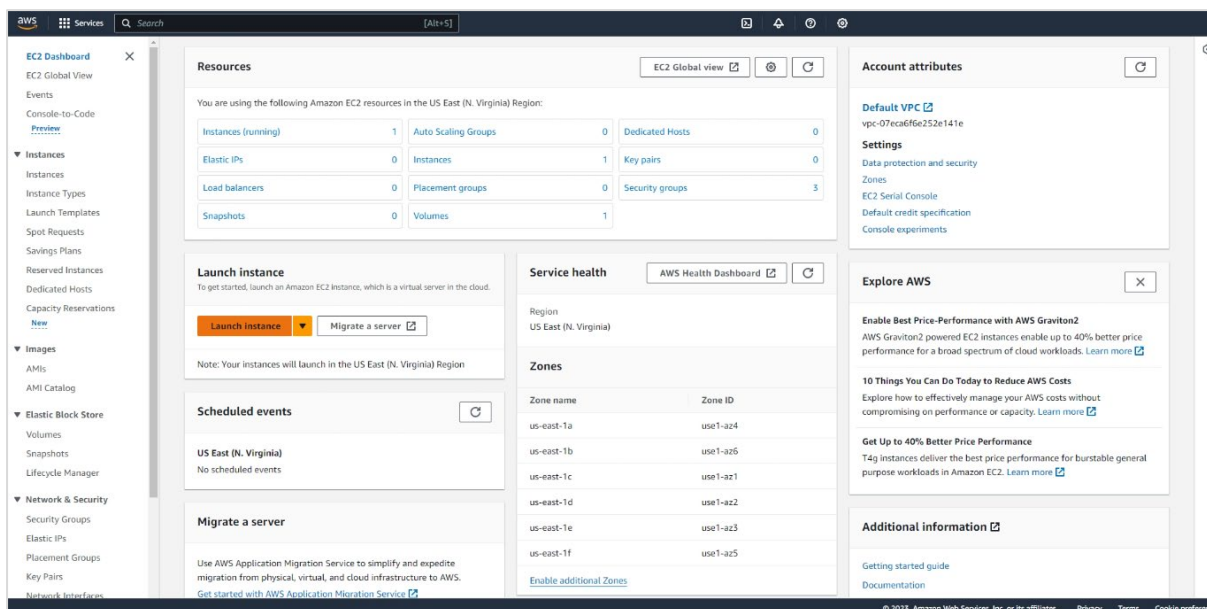 aws
Services
Search
[Alt+S]
EC2 Dashboard
EC2 Global View
Events
Console-to-Code
Preview
Instances
Instances
Instance Types
Launch Templates
Spot Requests
Savings Plans
Reserved Instances
Dedicated Hosts
Capacity Reservations
New
Images
AMIs
AMI Catalog
Elastic Block Store
Volumes
Snapshots
Lifecycle Manager
Network & Security
Security Groups
Elastic IPs
Placement Groups
Key Pairs
Network Interfaces
Resources
EC2 Global view
You are using the following Amazon EC2 resources in the US East (N. Virginia) Region:
Instances (running) 1
Auto Scaling Groups 0
Dedicated Hosts 0
Elastic IPs 0
Instances 1
Key pairs 0
Load balancers 0
Placement groups 0
Security groups 3
Snapshots 0
Volumes 1
Launch instance
To get started, launch an Amazon EC2 instance, which is a virtual server in the cloud.
Launch instance
Migrate a server
Note: Your instances will launch in the US East (N. Virginia) Region
Scheduled events
US East (N. Virginia)
No scheduled events
Migrate a server
Use AWS Application Migration Service to simplify and expedite
migration from physical, virtual, and cloud infrastructure to AWS.
Get started with AWS Application Migration Service
Service health
AWS Health Dashboard
Region
US East (N. Virginia)
Zones
Zone name Zone ID
us-east-1a use1-az4
us-east-1b use1-az6
us-east-1c use1-az1
us-east-1d use1-az2
us-east-1e use1-az3
us-east-1f use1-az5
Enable additional Zones
Account attributes
Default VPC
vpc-07eca6f6e252e141e
Settings
Data protection and security
Zones
EC2 Serial Console
Default credit specification
Console experiments
Explore AWS
Enable Best Price-Performance with AWS Graviton2
AWS Graviton2 powered EC2 instances enable up to 40% better price
performance for a broad spectrum of cloud workloads. Learn more
10 Things You Can Do Today to Reduce AWS Costs
Explore how to effectively manage your AWS costs without
compromising on performance or capacity. Learn more
Get Up to 40% Better Price Performance
T4g instances deliver the best price performance for burstable general
purpose workloads in Amazon EC2. Learn more
Additional information
Getting started guide
Documentation
© 2023, Amazon Web Services, Inc. or its affiliates. Privacy Terms Cookie prefere